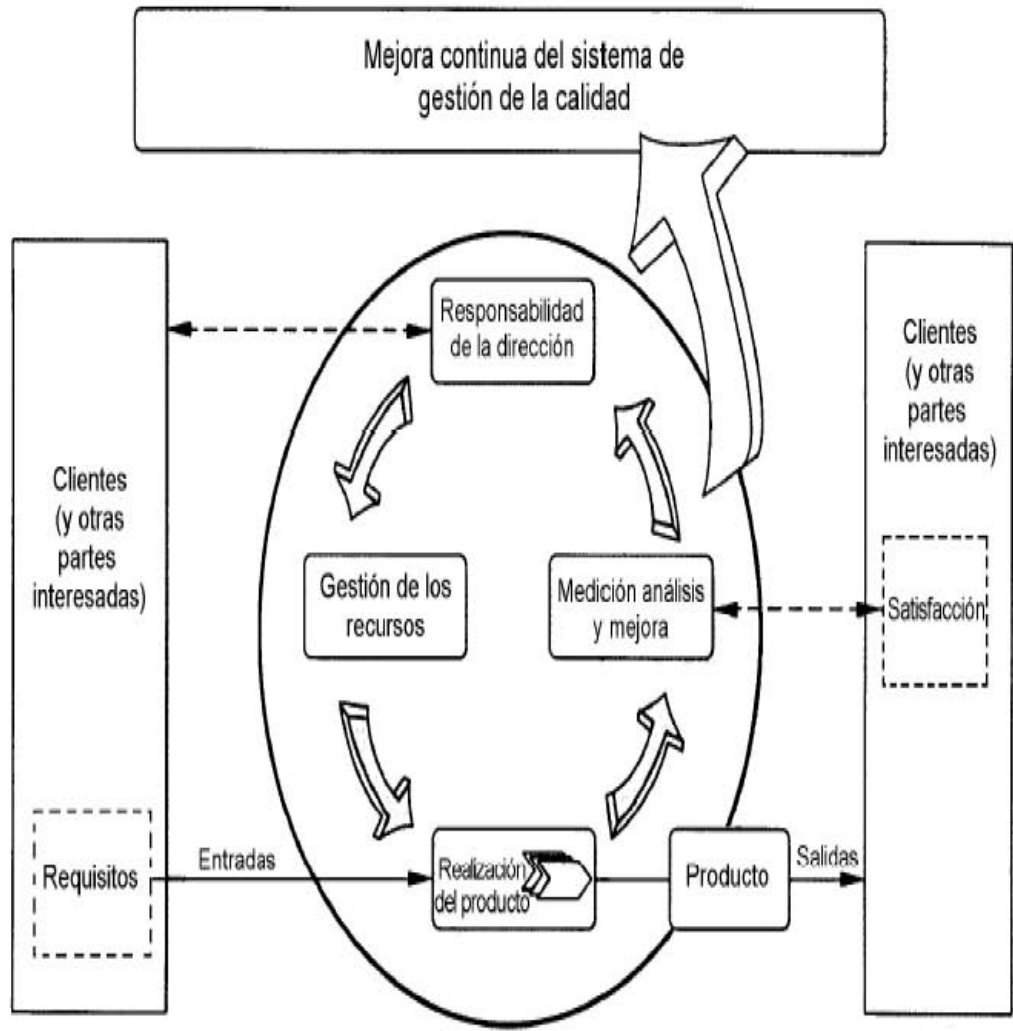 Mejora continua del sistema de
gestión de la calidad
Responsabilidad
de la dirección
Clientes
(y otras
partes
interesadas)
Clientes
(y otras
partes
interesadas)
Gestión de los
recursos
Medición análisis
y mejora
Satisfacción
Requisitos
Entradas
Realización
del producto
Producto
Salidas